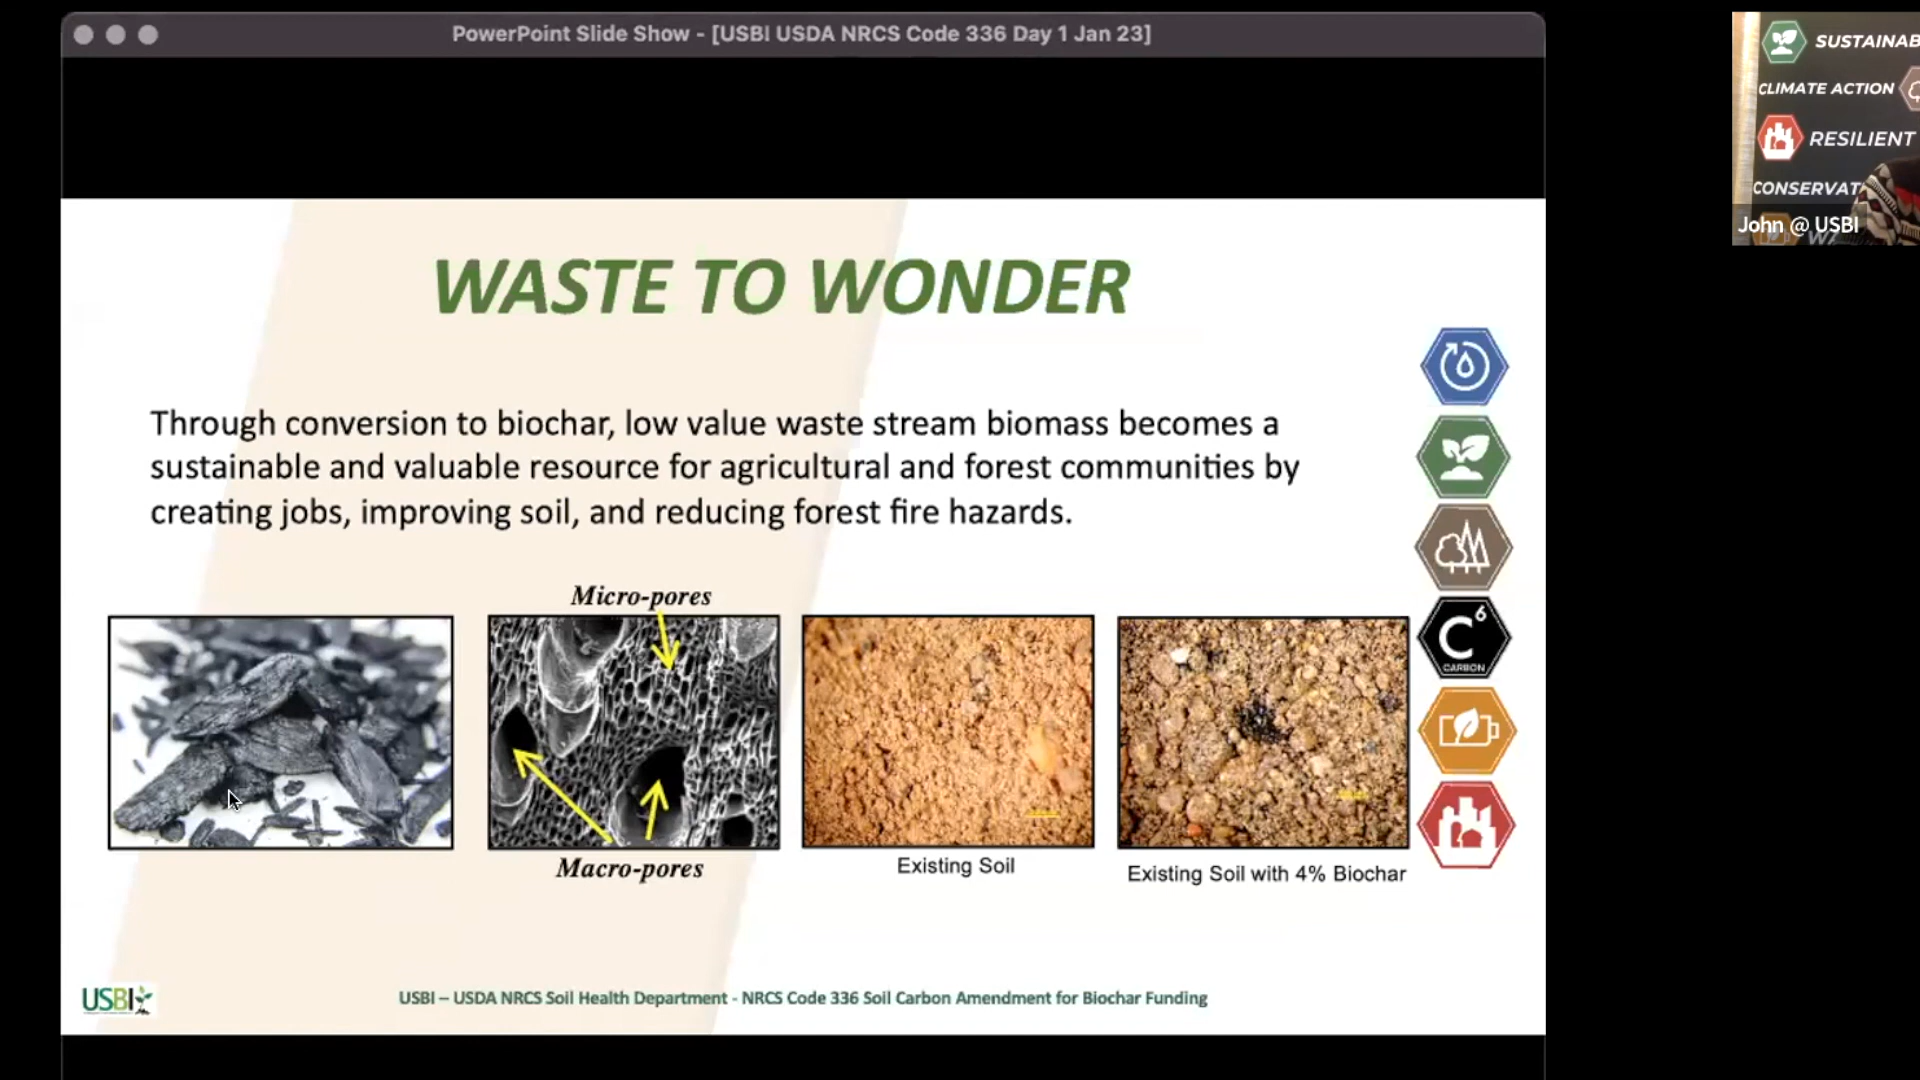 PowerPoint Slide Show - [USBI USDA NRCS Code 336 Day 1 Jan 23]
SUSTAINAB
CLIMATE ACTION
RESILIENT
CONSERVAT
John @ USBI
WASTE TO WONDER
Through conversion to biochar, low value waste stream biomass becomes a
sustainable and valuable resource for agricultural and forest communities by
creating jobs, improving soil, and reducing forest fire hazards.
Micro-pores
Macro-pores
Existing Soil
Existing Soil with 4% Biochar
C 6
CARBON
USBI
USBI – USDA NRCS Soil Health Department - NRCS Code 336 Soil Carbon Amendment for Biochar Funding